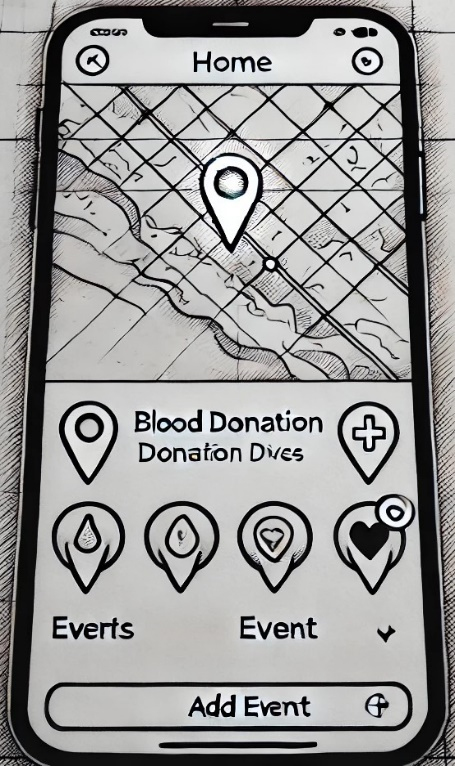 Home
Blood Donation
Donation Dives
Everts
Event
Add Event